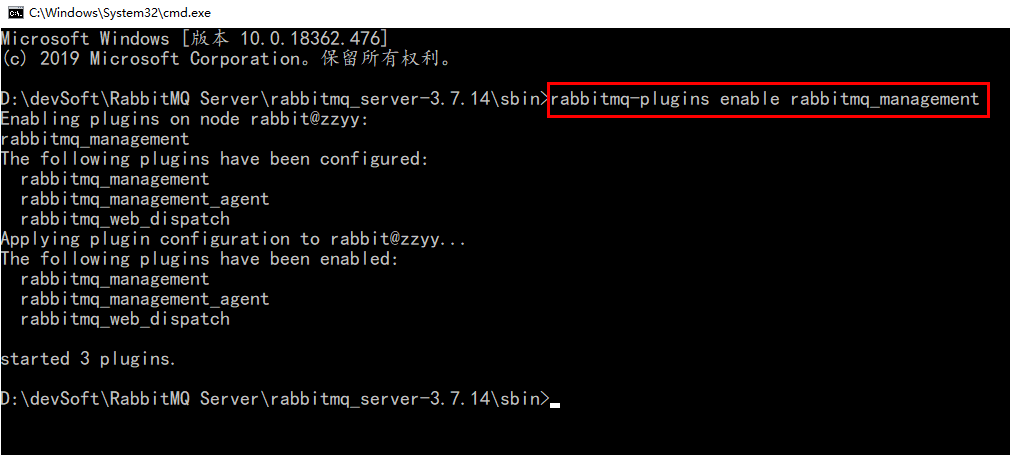 C:\Windows\System32\cmd.exe
Microsoft Windows [版本 10.0.18362.476]
(c) 2019 Microsoft Corporation。保留所有权利。
D:\devSoft\RabbitMQ Server\rabbitmq_server-3.7.14\sbin>rabbitmq-plugins enable rabbitmq_management
Enabling plugins on node rabbit@zzyy:
rabbitmq_management
The following plugins have been configured:
  rabbitmq_management
  rabbitmq_management_agent
  rabbitmq_web_dispatch
Applying plugin configuration to rabbit@zzyy...
The following plugins have been enabled:
  rabbitmq_management
  rabbitmq_management_agent
  rabbitmq_web_dispatch
started 3 plugins.
D:\devSoft\RabbitMQ Server\rabbitmq_server-3.7.14\sbin>